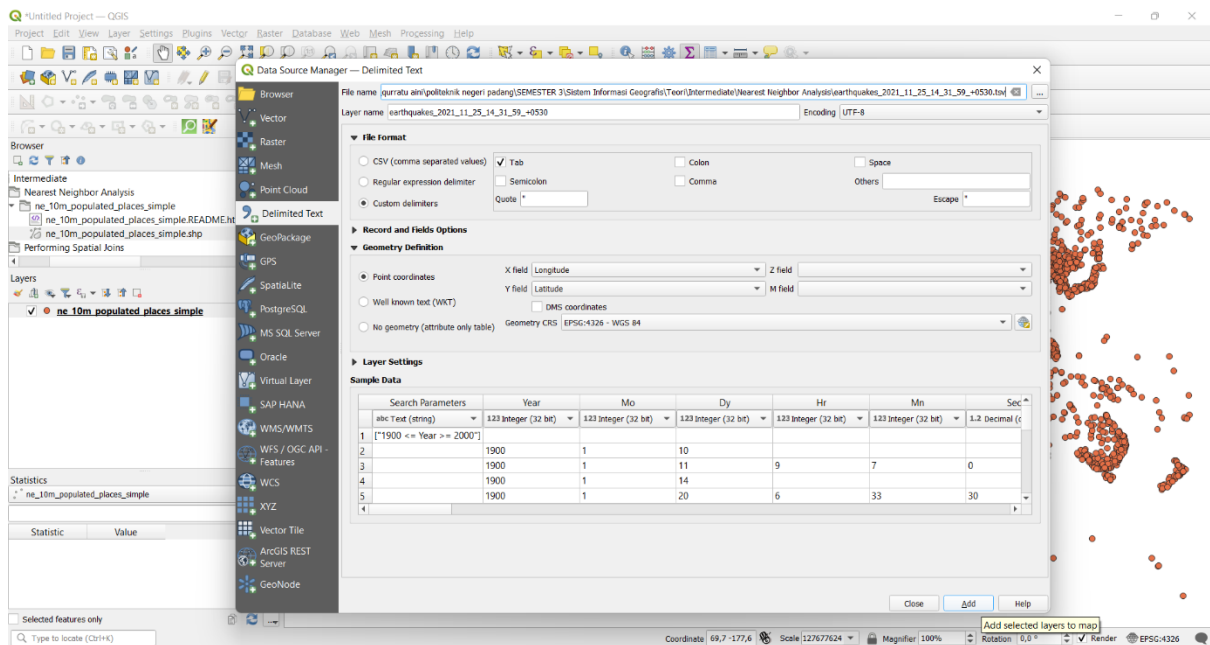 *Untitled Project — QGIS
Project Edit View Layer Settings Plugins Vector Raster Database Web Mesh Processing Help
Data Source Manager — Delimited Text
Browser
Vector
Raster
Mesh
Point Cloud
Delimited Text
GeoPackage
GPS
SpatiaLite
PostgreSQL
MS SQL Server
Oracle
Virtual Layer
SAP HANA
WMS/WMTS
WFS / OGC API -
Features
WCS
XYZ
Vector Tile
ArcGIS REST
Server
GeoNode
File name qurratu aini\politeknik negeri padang\SEMESTER 3\Sistem Informasi Geografis\Teori\Intermediate\Nearest Neighbor Analysis\earthquakes_2021_11_25_14_31_59_+0530.tsv ...
Layer name earthquakes_2021_11_25_14_31_59_+0530 Encoding UTF-8
File Format
CSV (comma separated values) Tab Colon Space
Regular expression delimiter Semicolon Comma Others
Custom delimiters Quote " Escape "
Record and Fields Options
Geometry Definition
Point coordinates X field Longitude Z field
Y field Latitude M field
Well known text (WKT) DMS coordinates
No geometry (attribute only table) Geometry CRS EPSG:4326 - WGS 84
Layer Settings
Sample Data
Search Parameters Year Mo Dy Hr Mn Sec
abc Text (string) 123 Integer (32 bit) 123 Integer (32 bit) 123 Integer (32 bit) 123 Integer (32 bit) 123 Integer (32 bit) 1.2 Decimal (
1 ["1900 <= Year >= 2000"]
2 1900 1 10
3 1900 1 11 9 7 0
4 1900 1 14
5 1900 1 20 6 33 30
Close Add Help
Add selected layers to map
Browser
Intermediate
Nearest Neighbor Analysis
ne_10m_populated_places_simple
ne_10m_populated_places_simple.README.ht
ne_10m_populated_places_simple.shp
Performing Spatial Joins
Layers
ne_10m_populated_places_simple
Statistics
ne_10m_populated_places_simple
Statistic Value
Selected features only ...
Type to locate (Ctrl+K) Coordinate 69,7 -177,6 Scale 127677624 Magnifier 100% Rotation 0,0 ° Render EPSG:4326